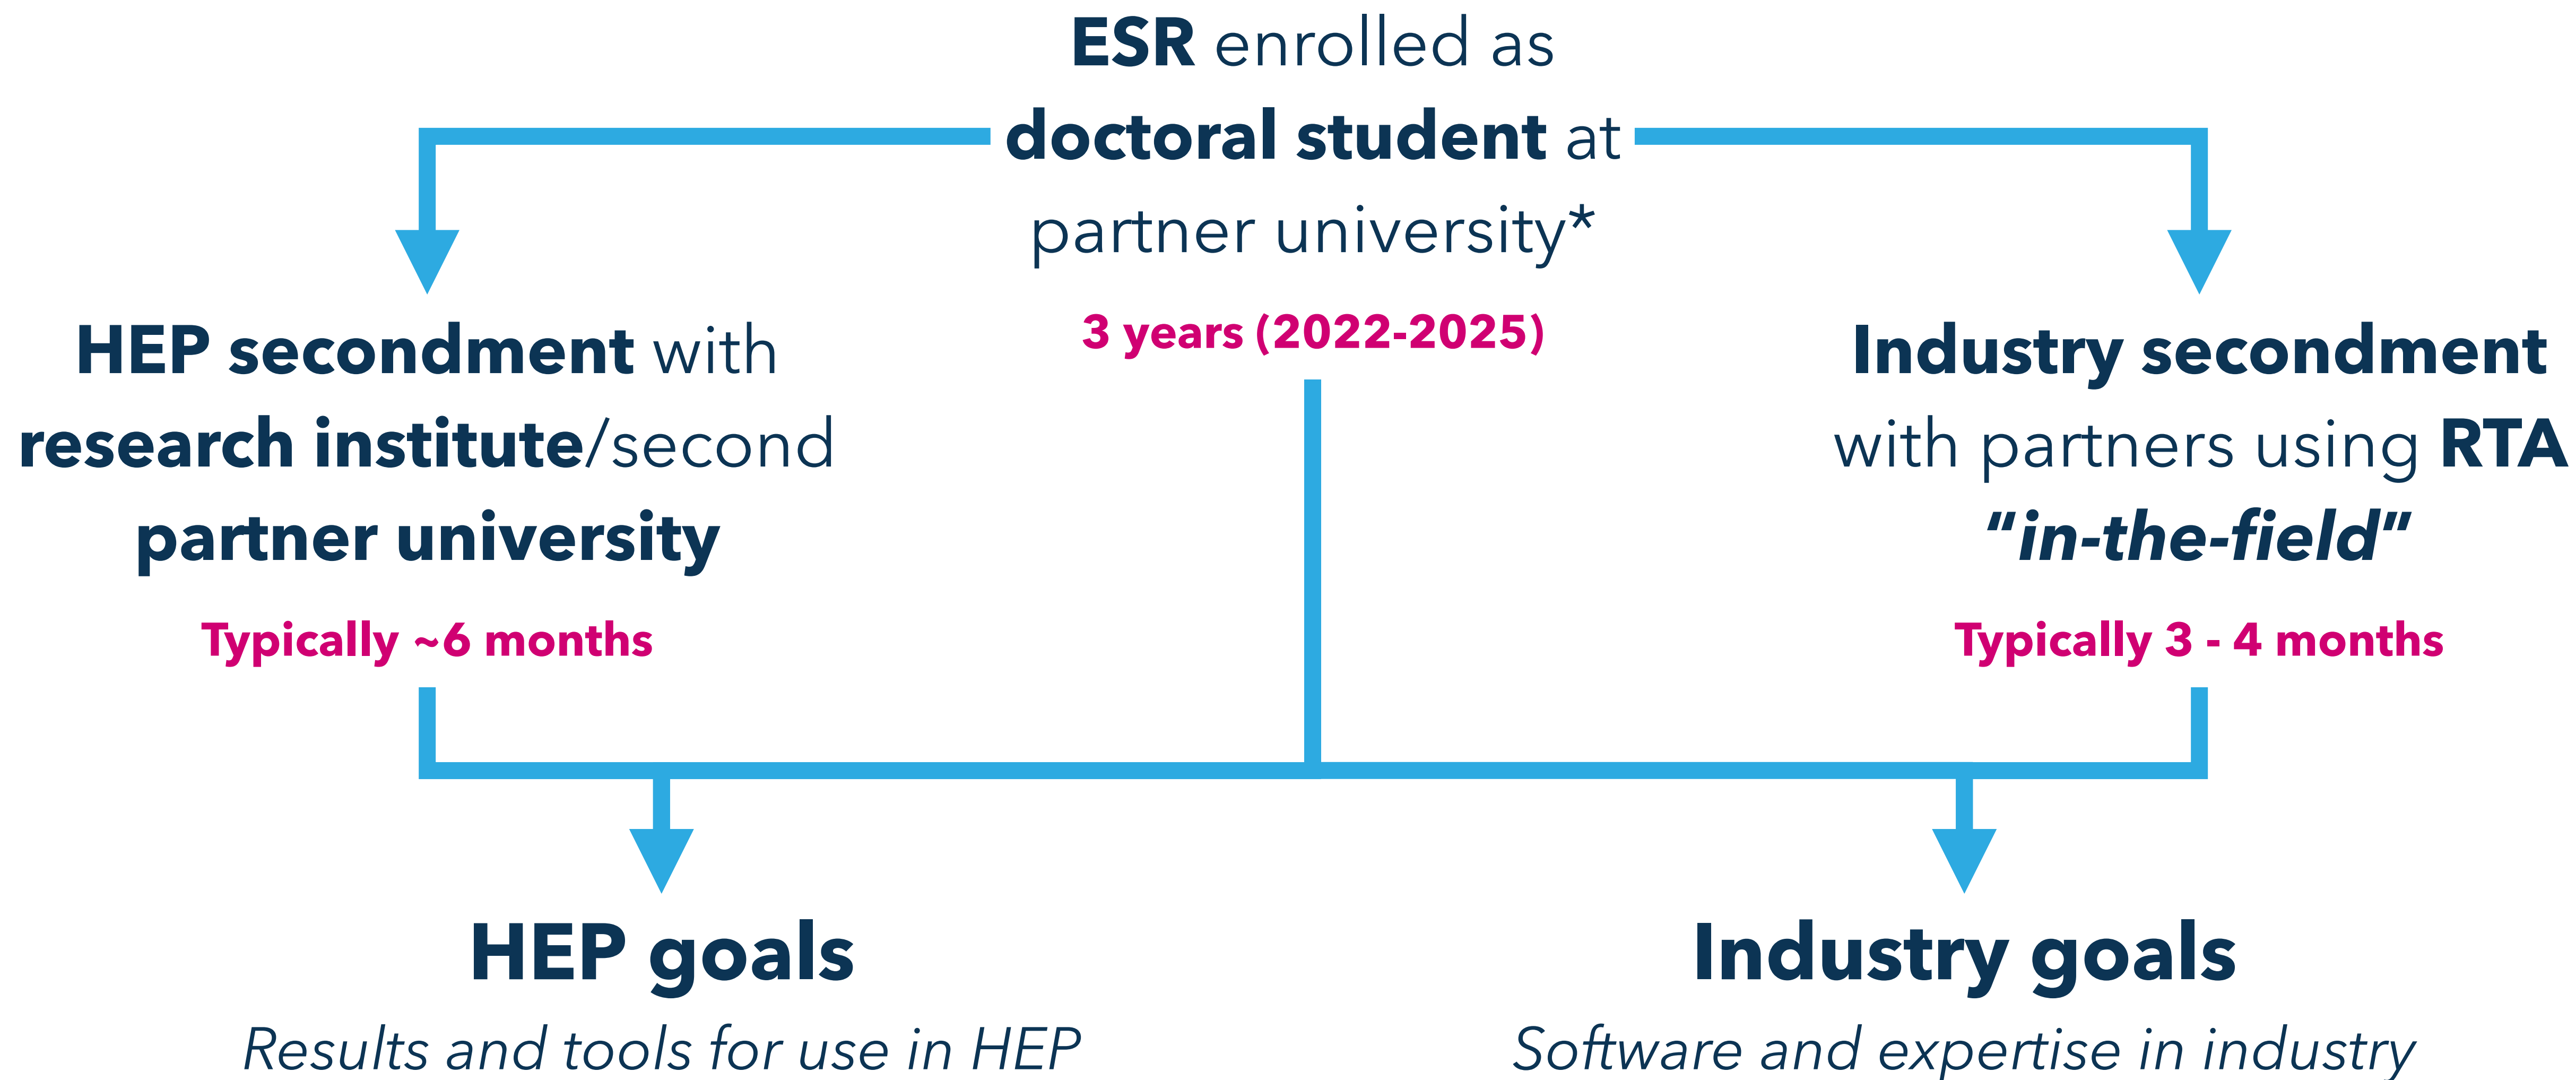 ESR enrolled as
doctoral student at
partner university*
3 years (2022-2025)
HEP secondment with
research institute/second
partner university
Typically ~6 months
Industry secondment
with partners using RTA
“in-the-field”
Typically 3 - 4 months
HEP goals
Results and tools for use in HEP
Industry goals
Software and expertise in industry